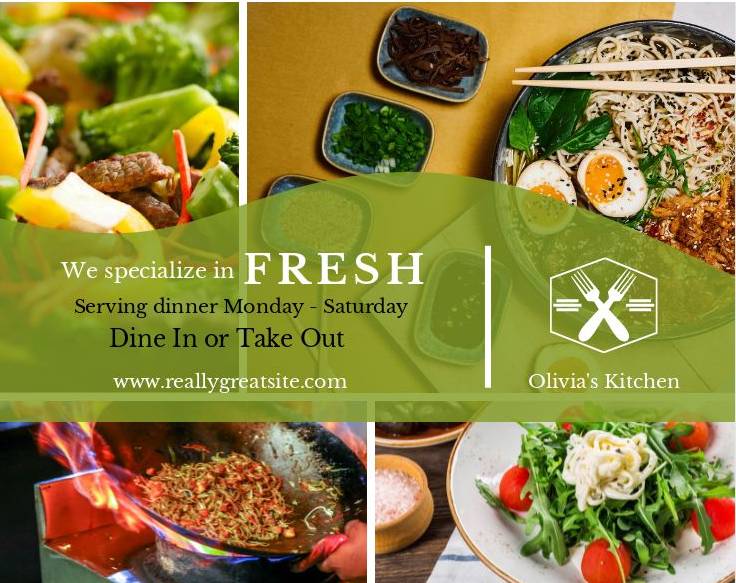 We specialize in FRESH
Serving dinner Monday - Saturday
Dine In or Take Out
www.reallygreatsite.com
Olivia's Kitchen